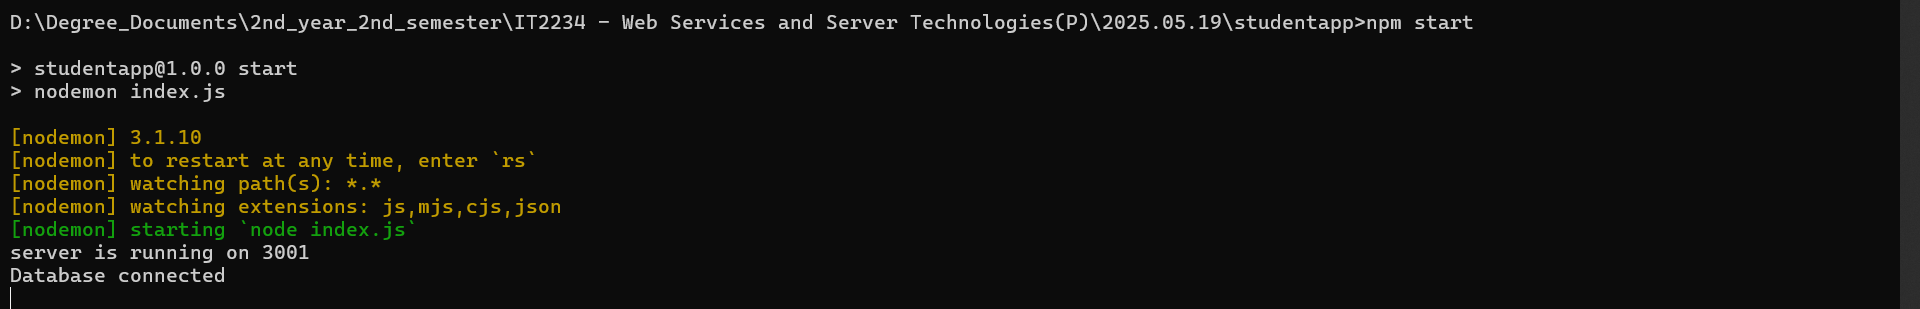 D:\Degree_Documents\2nd_year_2nd_semester\IT2234 - Web Services and Server Technologies(P)\2025.05.19\studentapp>npm start
> studentapp@1.0.0 start
> nodemon index.js
[nodemon] 3.1.10
[nodemon] to restart at any time, enter `rs`
[nodemon] watching path(s): *.*
[nodemon] watching extensions: js,mjs,cjs,json
[nodemon] starting `node index.js`
server is running on 3001
Database connected